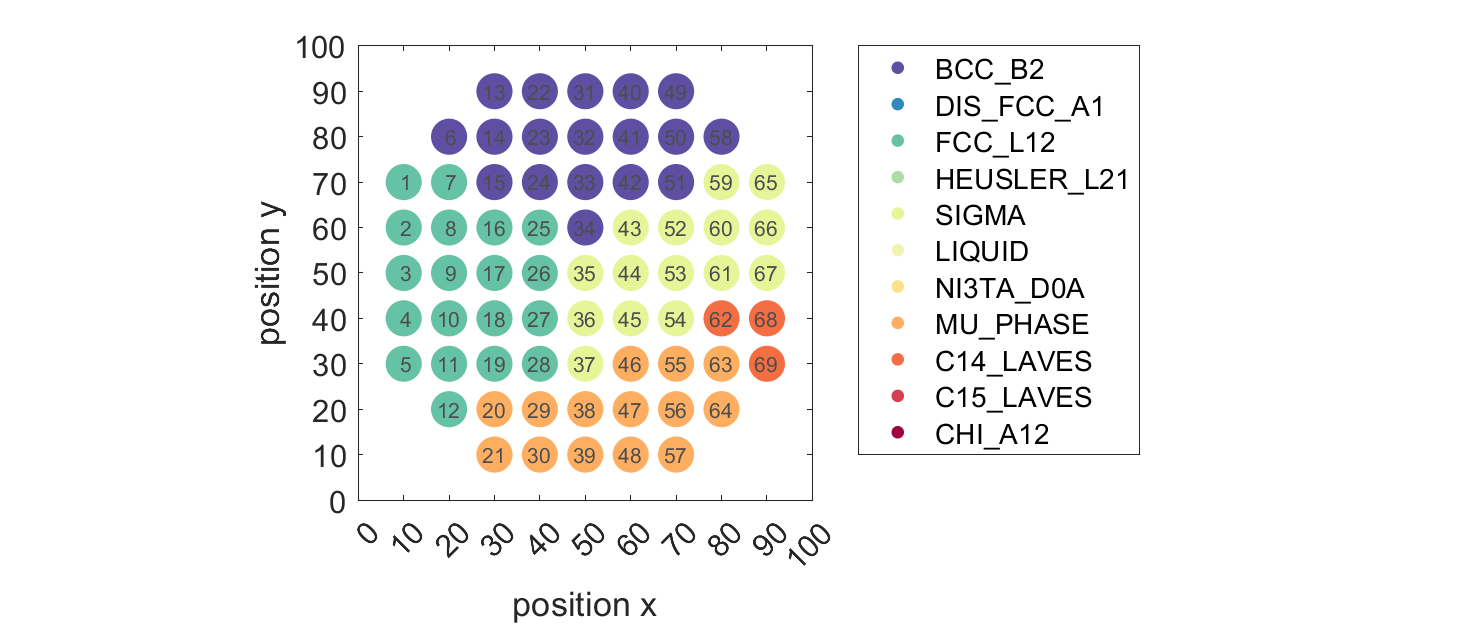 100
90
80
70
60
50
40
30
20
10
0
position y
13 22 31 40 49
6 14 23 32 41 50 58
1 7 15 24 33 42 51 59 65
2 8 16 25 34 43 52 60 66
3 9 17 26 35 44 53 61 67
4 10 18 27 36 45 54 62 68
5 11 19 28 37 46 55 63 69
12 20 29 38 47 56 64
21 30 39 48 57
0 10 20 30 40 50 60 70 80 90 100
position x
BCC_B2
DIS_FCC_A1
FCC_L12
HEUSLER_L21
SIGMA
LIQUID
NI3TA_D0A
MU_PHASE
C14_LAVES
C15_LAVES
CHI_A12